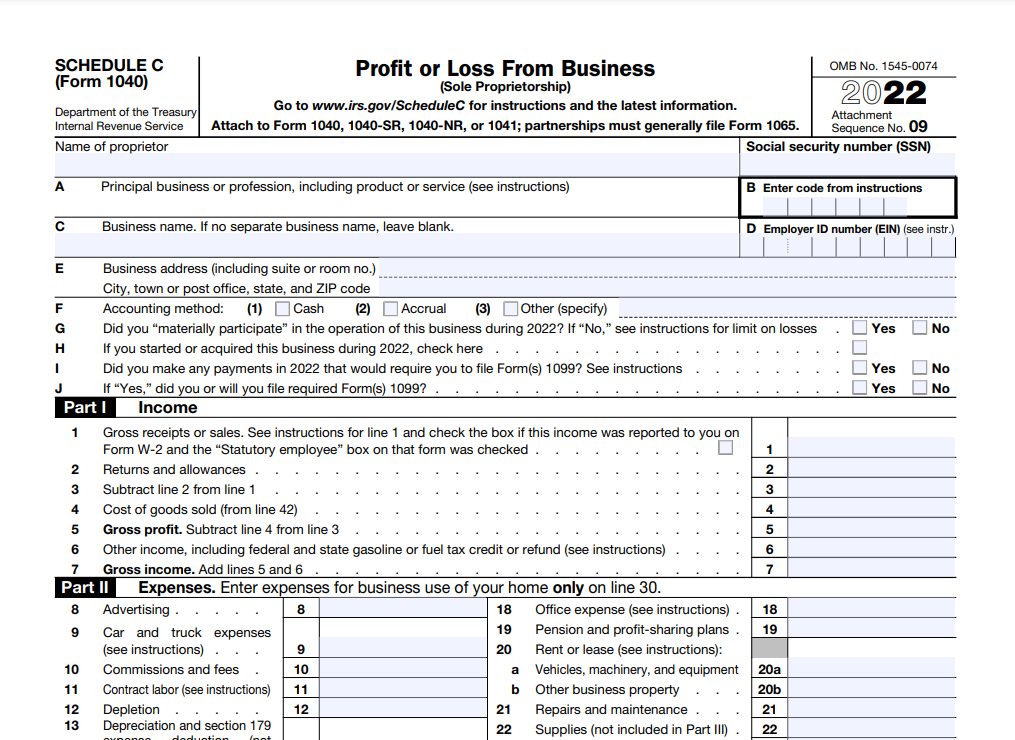 SCHEDULE C
(Form 1040)
Department of the Treasury
Internal Revenue Service
Profit or Loss From Business
(Sole Proprietorship)
Go to www.irs.gov/ScheduleC for instructions and the latest information.
Attach to Form 1040, 1040-SR, 1040-NR, or 1041; partnerships must generally file Form 1065.
OMB No. 1545-0074
2022
Attachment
Sequence No. 09
Name of proprietor
Social security number (SSN)
A Principal business or profession, including product or service (see instructions)
B Enter code from instructions
C Business name. If no separate business name, leave blank.
D Employer ID number (EIN) (see instr.)
E Business address (including suite or room no.)
City, town or post office, state, and ZIP code
F Accounting method: (1) Cash (2) Accrual (3) Other (specify)
G Did you “materially participate” in the operation of this business during 2022? If “No,” see instructions for limit on losses . Yes No
H If you started or acquired this business during 2022, check here . . . . . . . . . . . . . . . . . .
I Did you make any payments in 2022 that would require you to file Form(s) 1099? See instructions . . . . . . . . Yes No
J If “Yes,” did you or will you file required Form(s) 1099? . . . . . . . . . . . . . . . . . . . . . Yes No
Part I Income
1 Gross receipts or sales. See instructions for line 1 and check the box if this income was reported to you on
Form W-2 and the “Statutory employee” box on that form was checked . . . . . . . . . 1
2 Returns and allowances . . . . . . . . . . . . . . . . . . . . . . . . . 2
3 Subtract line 2 from line 1 . . . . . . . . . . . . . . . . . . . . . . . . 3
4 Cost of goods sold (from line 42) . . . . . . . . . . . . . . . . . . . . . . 4
5 Gross profit. Subtract line 4 from line 3 . . . . . . . . . . . . . . . . . . . . 5
6 Other income, including federal and state gasoline or fuel tax credit or refund (see instructions) . . . . 6
7 Gross income. Add lines 5 and 6 . . . . . . . . . . . . . . . . . . . . . . 7
Part II Expenses. Enter expenses for business use of your home only on line 30.
8 Advertising . . . . . 8
9 Car and truck expenses
(see instructions) . . . 9
10 Commissions and fees . 10
11 Contract labor (see instructions) 11
12 Depletion . . . . . 12
13 Depreciation and section 179
expense deduction (not
18 Office expense (see instructions) . 18
19 Pension and profit-sharing plans . 19
20 Rent or lease (see instructions):
a Vehicles, machinery, and equipment 20a
b Other business property . . . 20b
21 Repairs and maintenance . . . 21
22 Supplies (not included in Part III) . 22